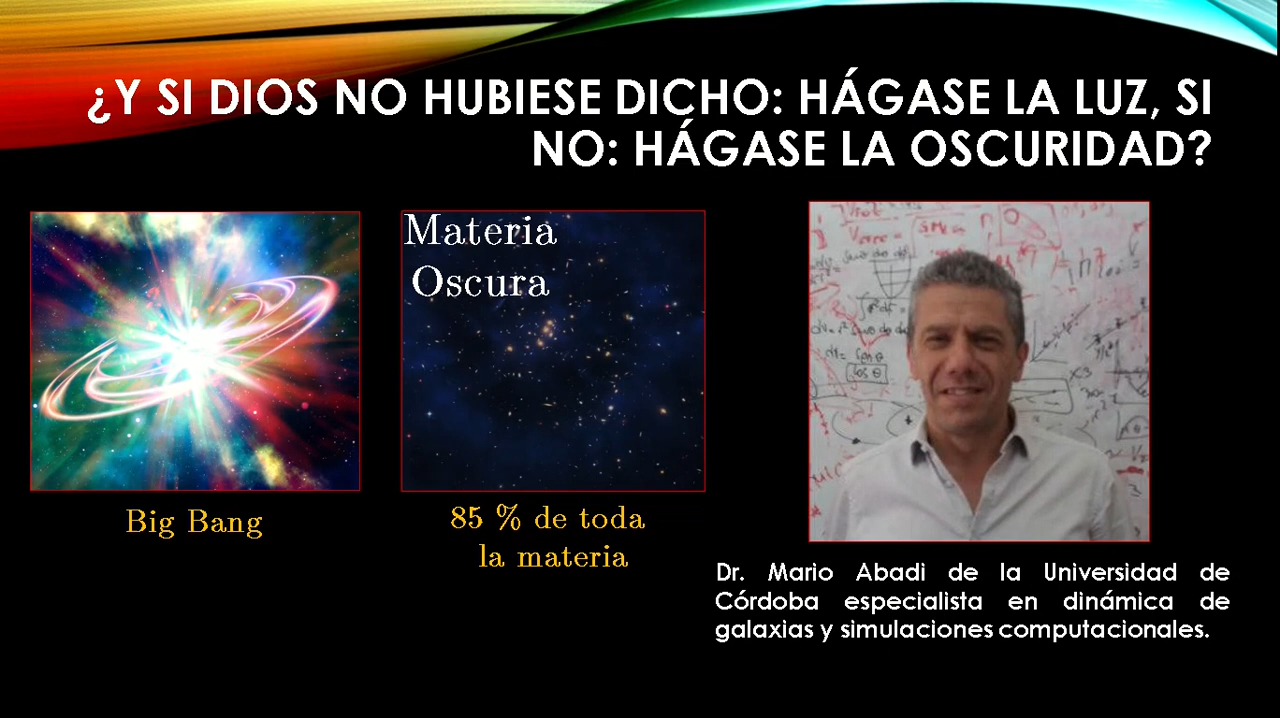 ¿Y SI DIOS NO HUBIESE DICHO: HÁGASE LA LUZ, SI
NO: HÁGASE LA OSCURIDAD?
Materia
Oscura
Big Bang
85 % de toda
la materia
Dr. Mario Abadi de la Universidad de
Córdoba especialista en dinámica de
galaxias y simulaciones computacionales.